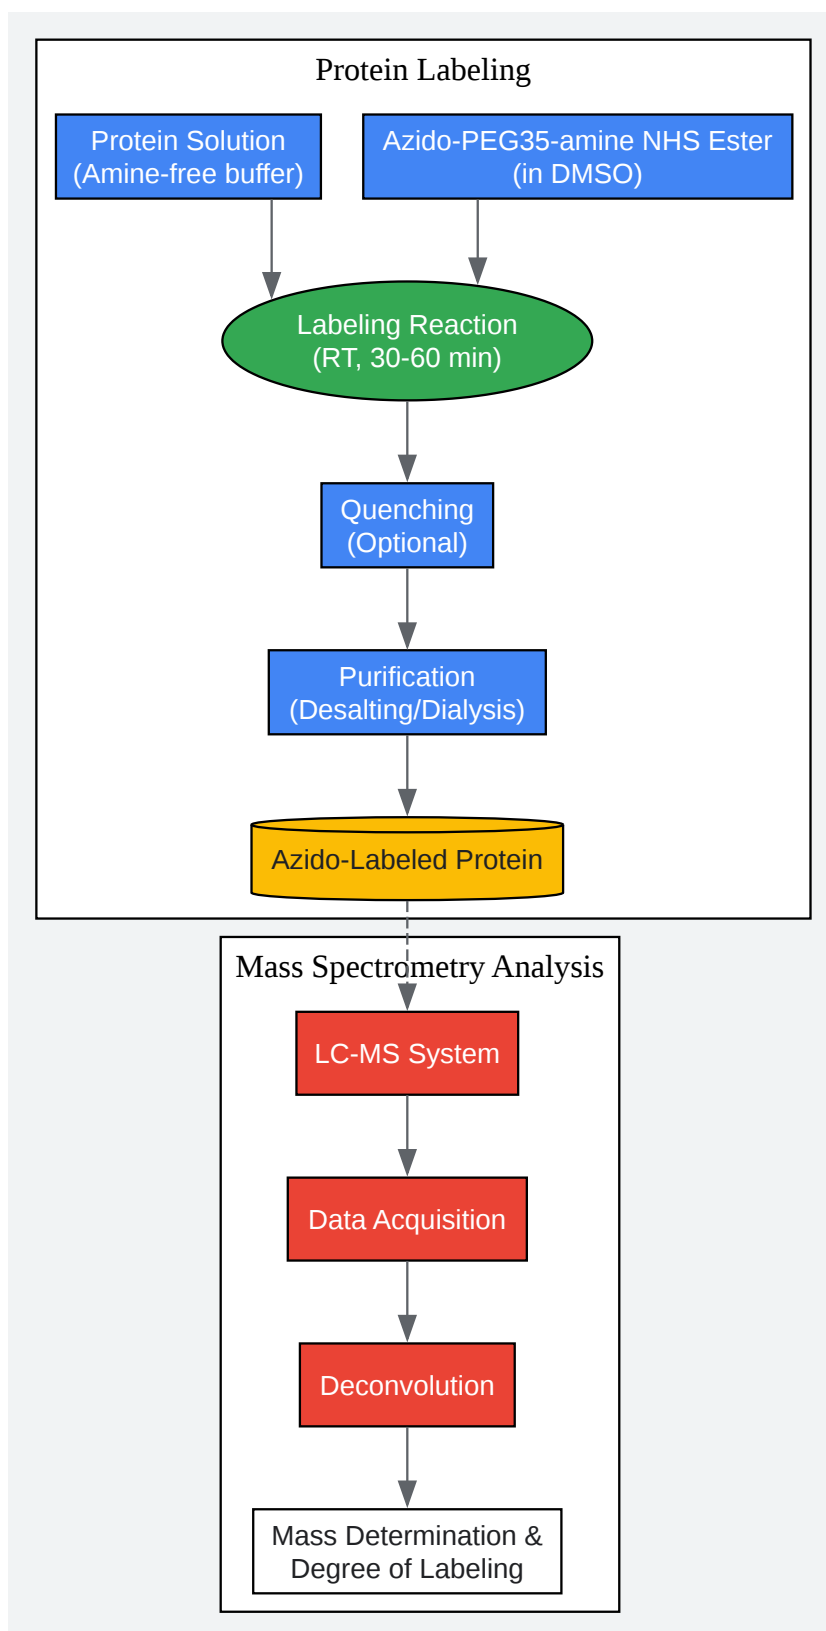 Protein Labeling
Protein Solution
(Amine-free buffer)
Azido-PEG35-amine NHS Ester
(in DMSO)
Labeling Reaction
(RT, 30-60 min)
Quenching
(Optional)
Purification
(Desalting/Dialysis)
Azido-Labeled Protein
Mass Spectrometry Analysis
LC-MS System
Data Acquisition
Deconvolution
Mass Determination &
Degree of Labeling